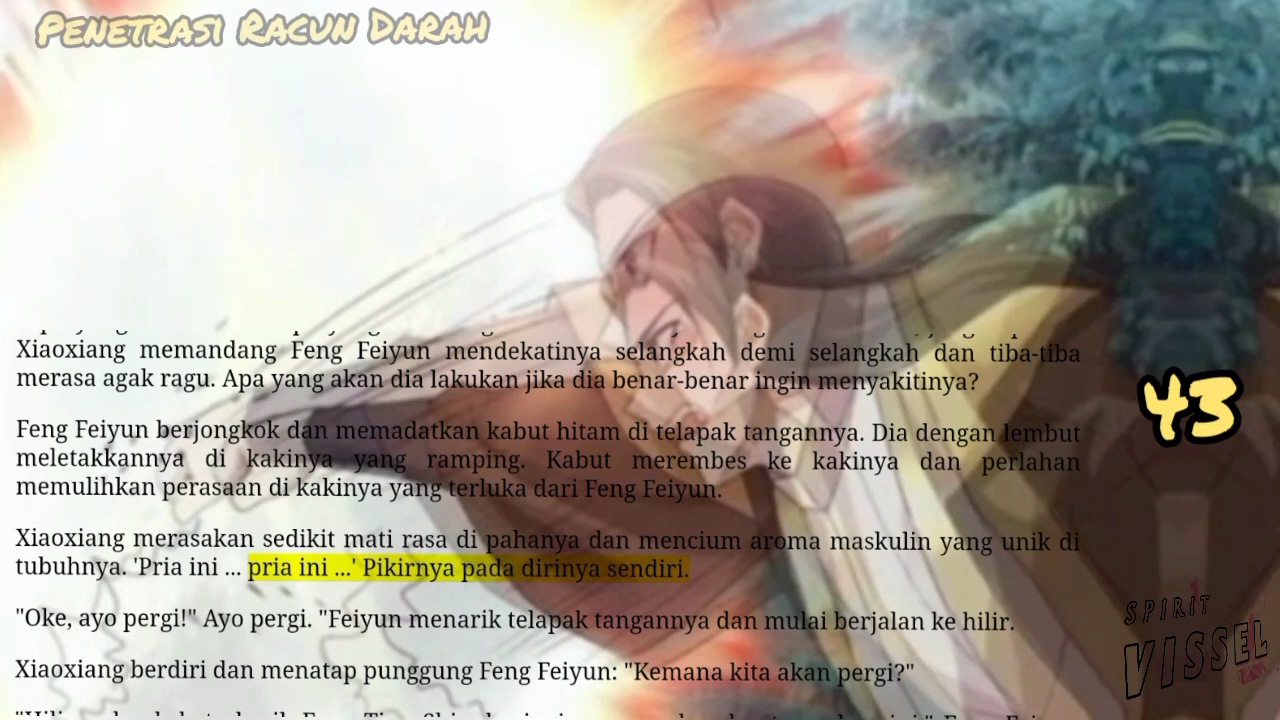 Penetrasi Racun Darah
Xiaoxiang memandang Feng Feiyun mendekatinya selangkah demi selangkah dan tiba-tiba
merasa agak ragu. Apa yang akan dia lakukan jika dia benar-benar ingin menyakitinya?
Feng Feiyun berjongkok dan memadatkan kabut hitam di telapak tangannya. Dia dengan lembut
meletakkannya di kakinya yang ramping. Kabut merembes ke kakinya dan perlahan
memulihkan perasaan di kakinya yang terluka dari Feng Feiyun.
43
Xiaoxiang merasakan sedikit mati rasa di pahanya dan mencium aroma maskulin yang unik di
tubuhnya. 'Pria ini ... pria ini ...' Pikirnya pada dirinya sendiri.
"Oke, ayo pergi!" Ayo pergi. "Feiyun menarik telapak tangannya dan mulai berjalan ke hilir.
Xiaoxiang berdiri dan menatap punggung Feng Feiyun: "Kemana kita akan pergi?"
SPIRIT
VISSEL